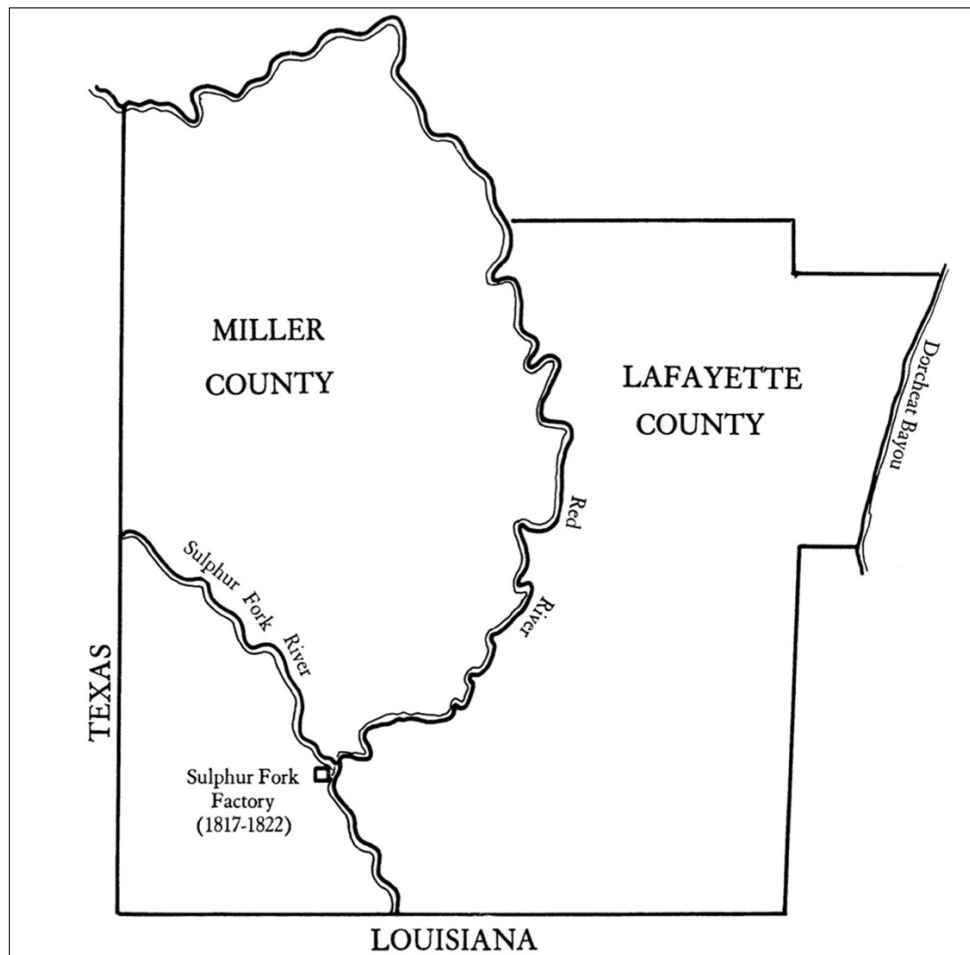 MILLER
COUNTY
LAFAYETTE
COUNTY
Dorcheat Bayou
Red
River
Sulphur Fork River
TEXAS
Sulphur Fork
Factory
(1817-1822)
LOUISIANA